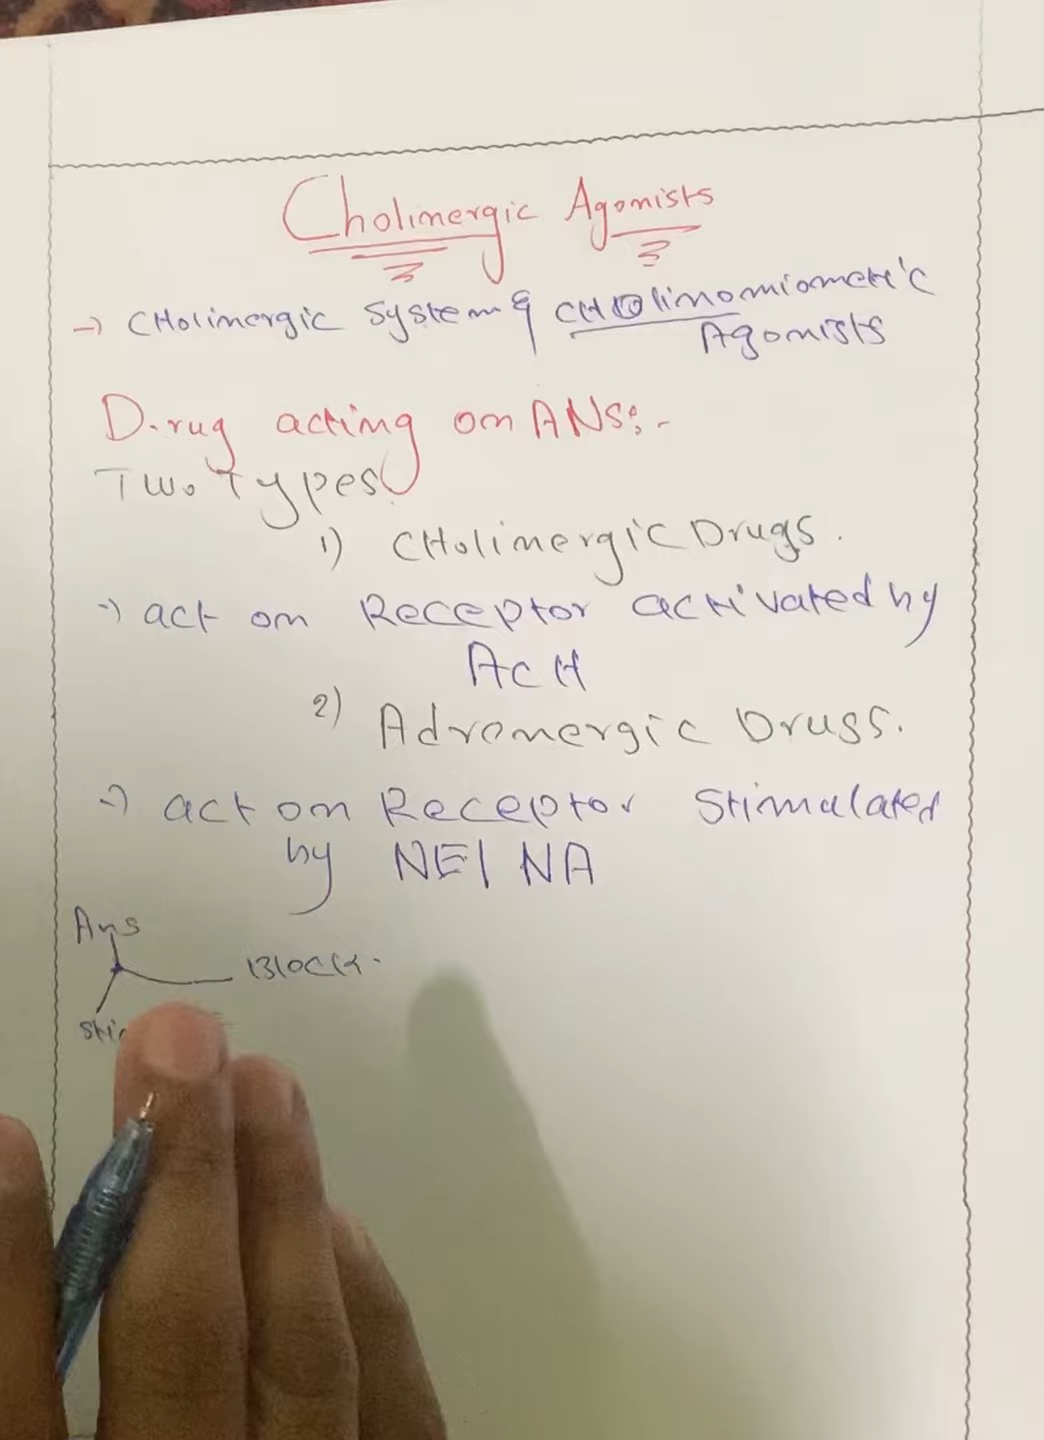 Cholinergic Agonists
→ CHolinergic System & CHOlinomiometic
Agonists
Drug acting on ANS:-
Two Types
1) CHolinergic Drugs.
→ act on Receptor activated by
AcH
2) Adrenergic Drugs.
→ act on Receptor Stimulated
by NE/NA
Ans
Block.